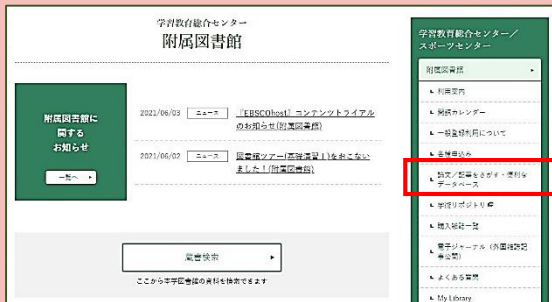 学習教育総合センター
附属図書館
附属図書館に
関する
お知らせ
一覧へ
2021/06/03 ニュース 『EBSCOhost』コンテンツトライアル
のお知らせ(附属図書館)
2021/06/02 ニュース 図書館ツアー(基礎演習Ⅰ)をおこない
ました！(附属図書館)
蔵書検索
ここから本学図書館の資料を検索できます
学習教育総合センター／
スポーツセンター
附属図書館
利用案内
開館カレンダー
一般登録利用について
各種申込み
論文／記事をさがす・便利な
データベース
学術リポジトリ
購入雑誌一覧
電子ジャーナル（外国雑誌記
事公開）
よくある質問
My Library